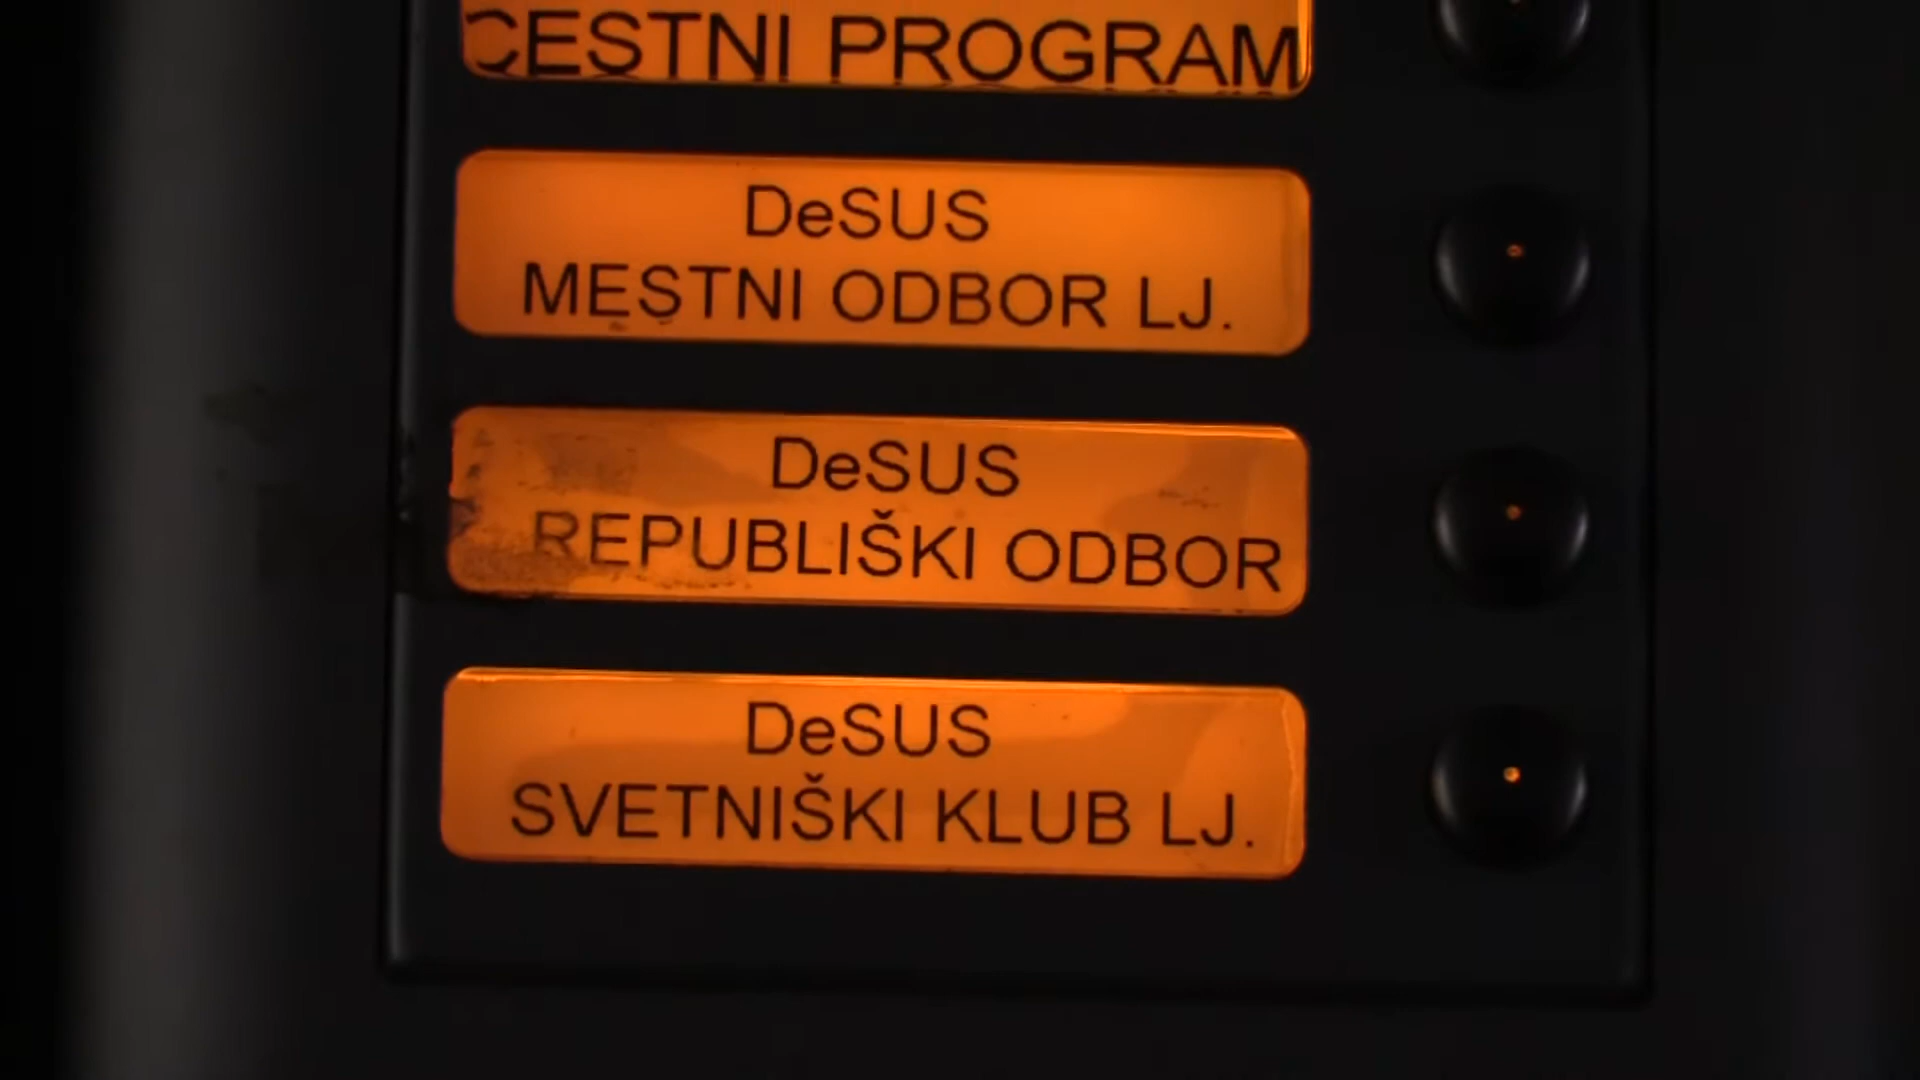 CESTNI PROGRAM
DeSUS
MESTNI ODBOR LJ.
DeSUS
REPUBLIŠKI ODBOR
DeSUS
SVETNIŠKI KLUB LJ.